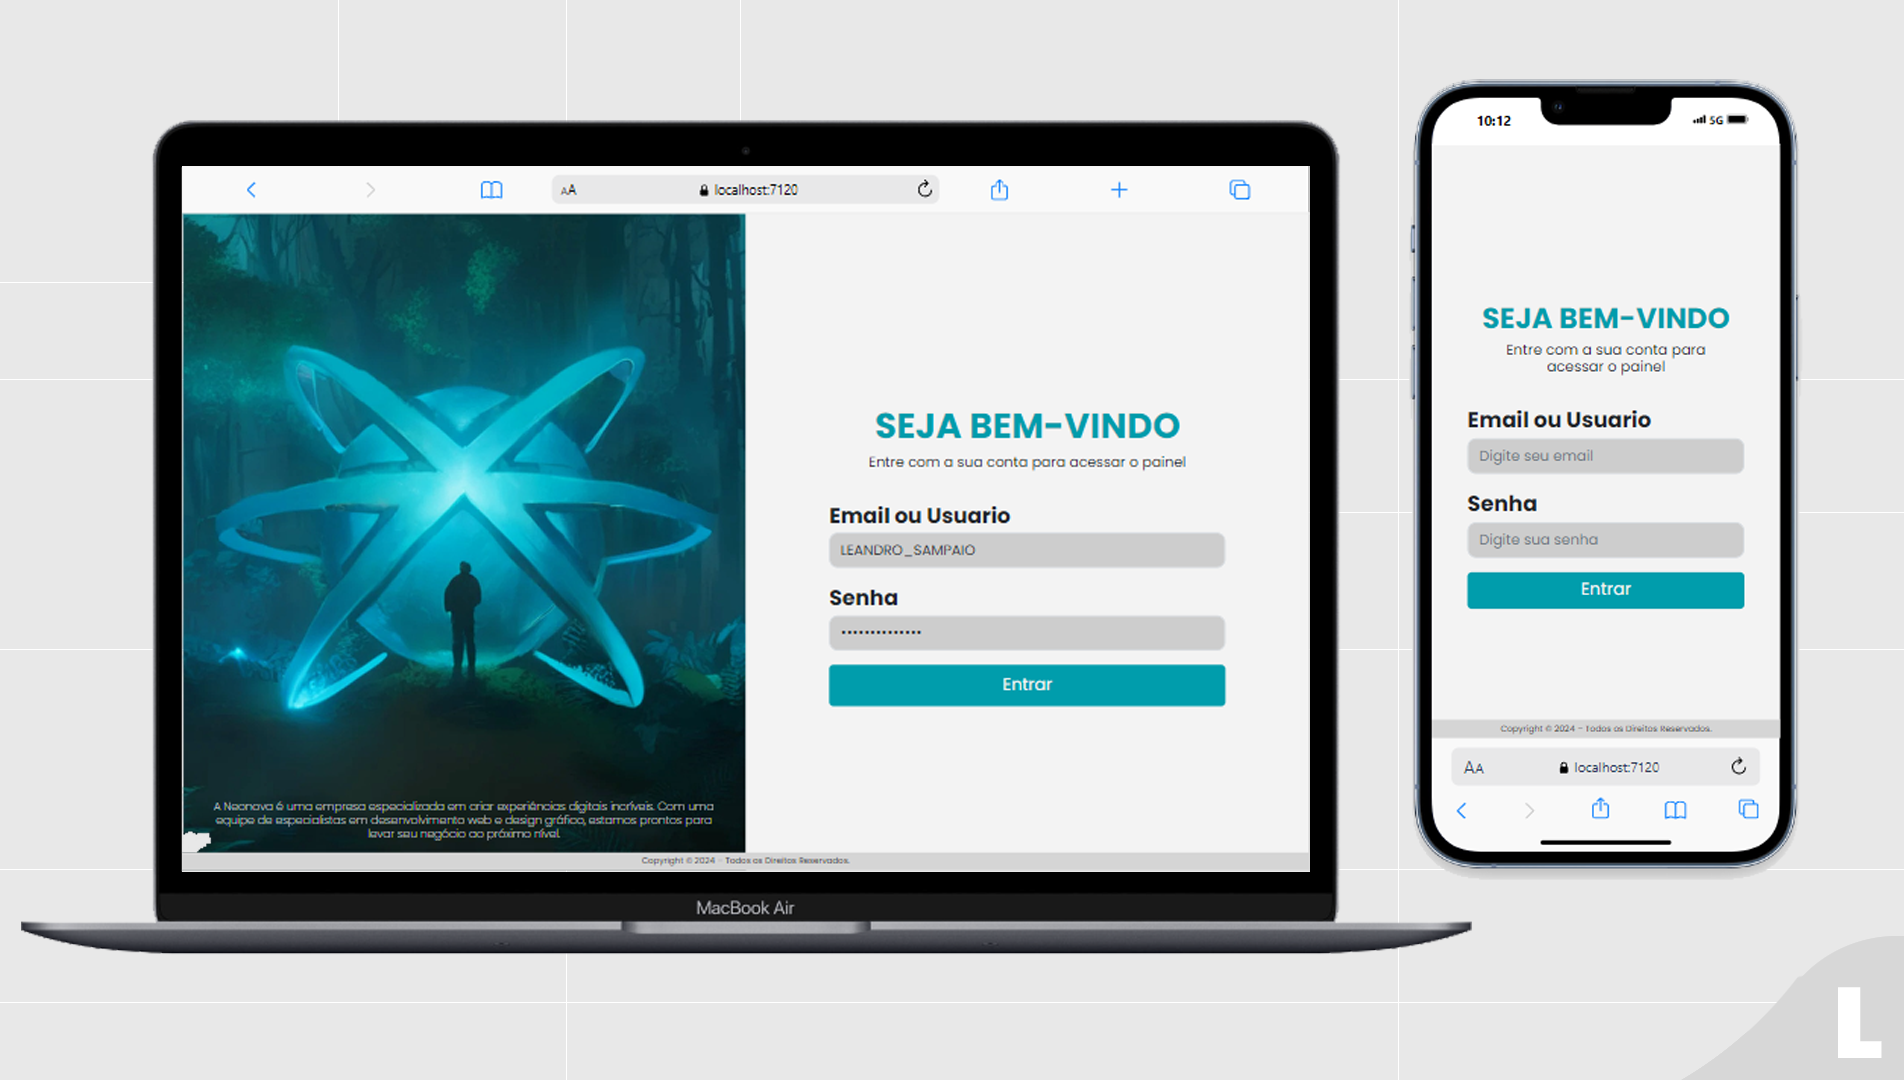 AA
localhost:7120
SEJA BEM-VINDO
Entre com a sua conta para acessar o painel
Email ou Usuario
LEANDRO_SAMPAIO
Senha
••••••••••••••
Entrar
A Neonova é uma empresa especializada em criar experiências digitais incríveis. Com uma
equipe de especialistas em desenvolvimento web e design gráfico, estamos prontos para
levar seu negócio ao próximo nível.
Copyright © 2024 - Todos os Direitos Reservados.
MacBook Air
10:12
5G
SEJA BEM-VINDO
Entre com a sua conta para
acessar o painel
Email ou Usuario
Digite seu email
Senha
Digite sua senha
Entrar
Copyright © 2024 - Todos os Direitos Reservados.
AA
localhost:7120
L